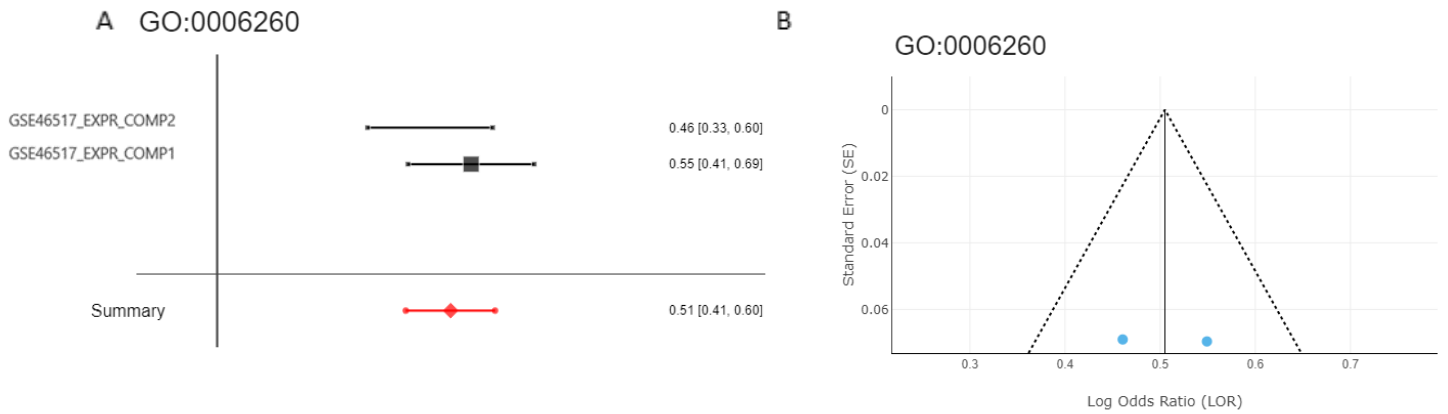 A GO:0006260
GSE46517_EXPR_COMP2
0.46 [0.33, 0.60]
GSE46517_EXPR_COMP1
0.55 [0.41, 0.69]
Summary
0.51 [0.41, 0.60]
B
GO:0006260
Standard Error (SE)
0
0.02
0.04
0.06
0.3 0.4 0.5 0.6 0.7
Log Odds Ratio (LOR)